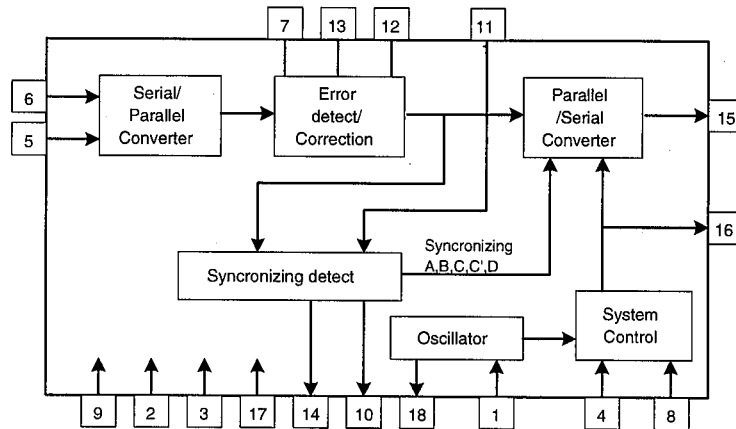 7 13 12 11
6
5
Serial/
Parallel
Converter
Error
detect/
Correction
Parallel
/Serial
Converter
15
16
Syncronizing
A,B,C,C',D
Syncronizing detect
Oscillator
System
Control
9 2 3 17 14 10 18 1 4 8